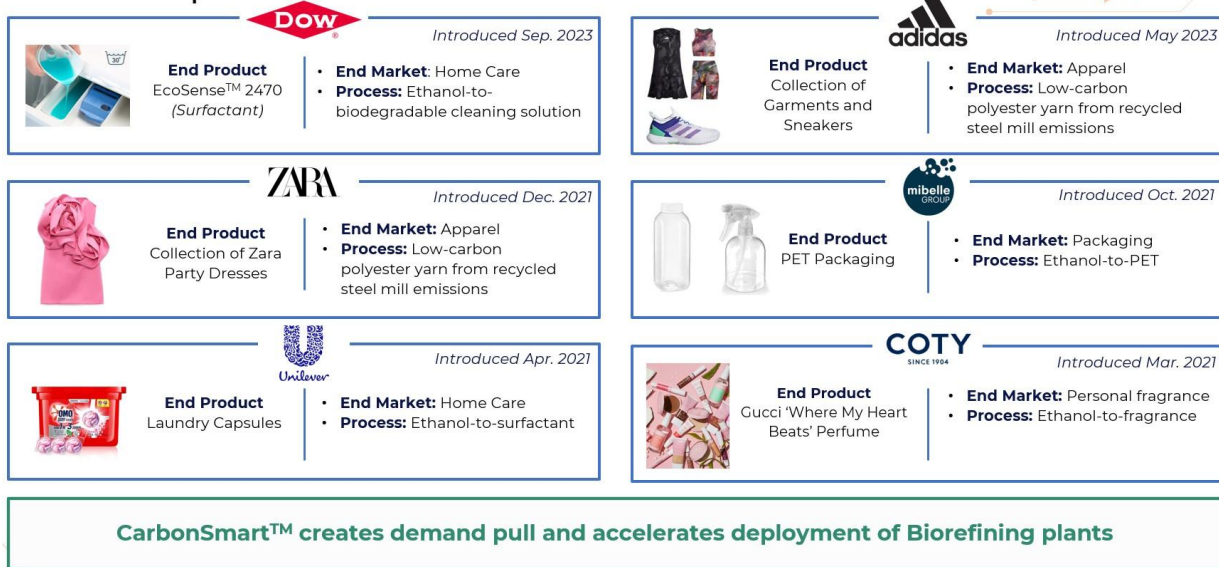 DOW
®
Introduced Sep. 2023
30°
End Product
EcoSense™ 2470
(Surfactant)
• End Market: Home Care
• Process: Ethanol-to-
biodegradable cleaning solution
adidas
Introduced May 2023
End Product
Collection of
Garments and
Sneakers
• End Market: Apparel
• Process: Low-carbon
polyester yarn from recycled
steel mill emissions
ZARA
Introduced Dec. 2021
End Product
Collection of Zara
Party Dresses
• End Market: Apparel
• Process: Low-carbon
polyester yarn from recycled
steel mill emissions
mibelle
GROUP
Introduced Oct. 2021
End Product
PET Packaging
• End Market: Packaging
• Process: Ethanol-to-PET
Unilever
Introduced Apr. 2021
OMO
End Product
Laundry Capsules
• End Market: Home Care
• Process: Ethanol-to-surfactant
COTY
SINCE 1904
Introduced Mar. 2021
End Product
Gucci ‘Where My Heart
Beats’ Perfume
• End Market: Personal fragrance
• Process: Ethanol-to-fragrance
CarbonSmart™ creates demand pull and accelerates deployment of Biorefining plants